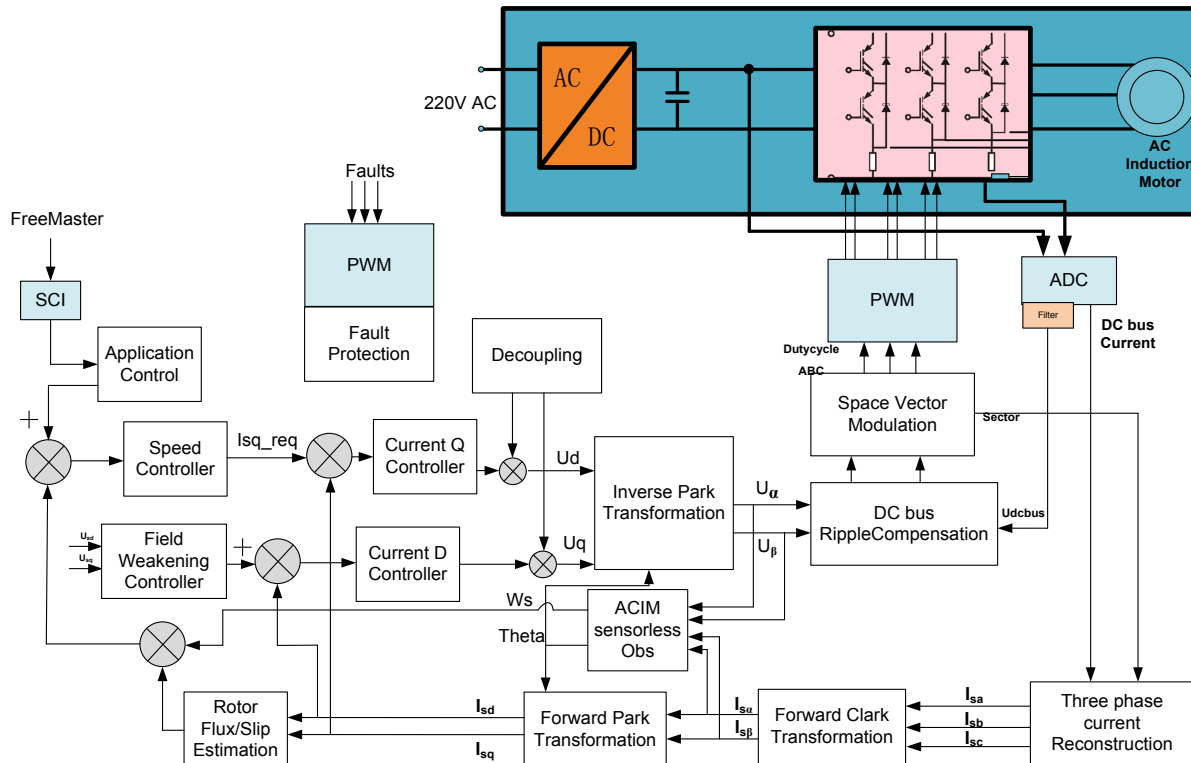 220V AC
AC
DC
AC
Induction
Motor
Faults
FreeMaster
PWM
SCI
Fault
Protection
PWM
ADC
Filter
DC bus
Current
Application
Control
Decoupling
Dutycycle
ABC
Space Vector
Modulation
Sector
+
Speed
Controller
Isq_req
Current Q
Controller
Ud
Inverse Park
Transformation
Uα
Uβ
DC bus
RippleCompensation
Udcbus
Usd
Usq
Field
Weakening
Controller
+
Current D
Controller
Uq
Ws
Theta
ACIM
sensorless
Obs
Rotor
Flux/Slip
Estimation
Isd
Isq
Forward Park
Transformation
Isα
Isβ
Forward Clark
Transformation
Isa
Isb
Isc
Three phase
current
Reconstruction